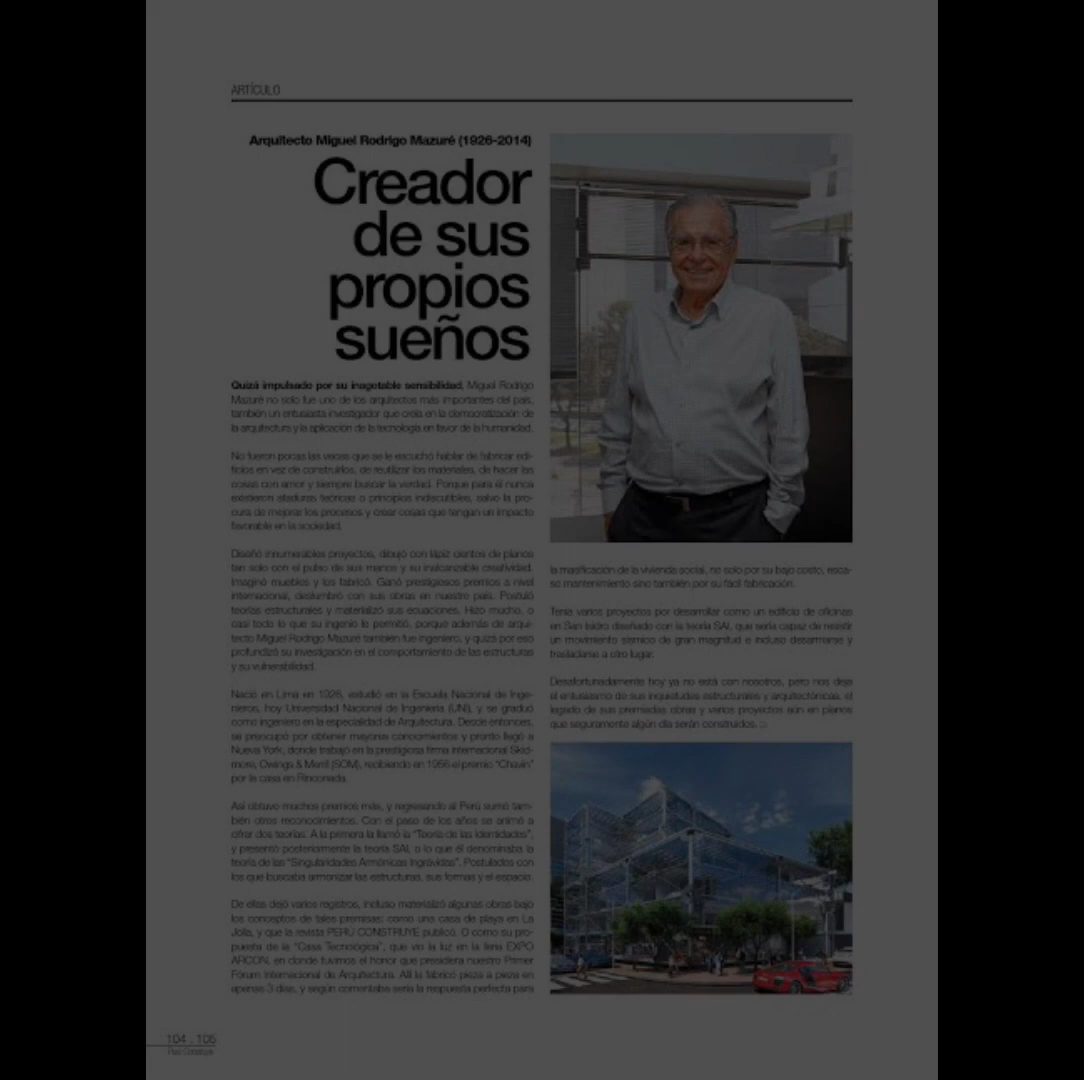 ARTÍCULO
Arquitecto Miguel Rodrigo Mazuré (1926-2014)
Creador
de sus
propios
sueños
Quizá impulsado por su inagotable sensibilidad, Miguel Rodrigo
Mazuré no solo fue uno de los arquitectos más importantes del país,
también un entusiasta investigador que creía en la democratización de
la arquitectura y la aplicación de la tecnología en favor de la humanidad.
No fueron pocas las veces que se le escuchó hablar de fabricar edi-
ficios en vez de construirlos, de reutilizar los materiales, de hacer las
cosas con amor y siempre buscar la verdad. Porque para él nunca
existieron ataduras teóricas o principios indiscutibles, salvo la pro-
cura de mejorar los procesos y crear cosas que tengan un impacto
favorable en la sociedad.
Diseñó innumerables proyectos, dibujó con lápiz cientos de planos
tan solo con el pulso de sus manos y su inalcanzable creatividad.
Imaginó muebles y los fabricó. Ganó prestigiosos premios a nivel
internacional, deslumbró con sus obras en nuestro país. Postuló
teorías estructurales y materializó sus ecuaciones. Hizo mucho, o
casi todo lo que su ingenio le permitió, porque además de arqui-
tecto Miguel Rodrigo Mazuré también fue ingeniero, y quizá por eso
profundizó su investigación en el comportamiento de las estructuras
y su vulnerabilidad.
Nació en Lima en 1926, estudió en la Escuela Nacional de Inge-
nieros, hoy Universidad Nacional de Ingeniería (UNI), y se graduó
como ingeniero en la especialidad de Arquitectura. Desde entonces,
se preocupó por obtener mayores conocimientos y pronto llegó a
Nueva York, donde trabajó en la prestigiosa firma internacional Skid-
more, Owings & Merril (SOM), recibiendo en 1956 el premio "Chavín"
por la casa en Rinconada.
Así obtuvo muchos premios más, y regresando al Perú sumó tam-
bién otros reconocimientos. Con el paso de los años se animó a
cifrar dos teorías. A la primera la llamó la "Teoría de las Identidades",
y presentó posteriormente la teoría SAI, o lo que él denominaba la
teoría de las "Singularidades Armónicas Ingrávidas". Postulados con
los que buscaba armonizar las estructuras, sus formas y el espacio.
De ellas dejó varios registros, incluso materializó algunas obras bajo
los conceptos de tales premisas: como una casa de playa en La
Jolla, y que la revista PERÚ CONSTRUYE publicó. O como su pro-
puesta de la "Casa Tecnológica", que vio la luz en la feria EXPO
ARCON, en donde tuvimos el honor que presidiera nuestro Primer
Fórum Internacional de Arquitectura. Allí la fabricó pieza a pieza en
apenas 3 días, y según comentaba sería la respuesta perfecta para
la masificación de la vivienda social, no solo por su bajo costo, esca-
so mantenimiento sino también por su fácil fabricación.
Tenía varios proyectos por desarrollar como un edificio de oficinas
en San Isidro diseñado con la teoría SAI, que sería capaz de resistir
un movimiento sísmico de gran magnitud e incluso desarmarse y
trasladarse a otro lugar.
Desafortunadamente hoy ya no está con nosotros, pero nos deja
el entusiasmo de sus inquietudes estructurales y arquitectónicas, el
legado de sus premiadas obras y varios proyectos aún en planos
que seguramente algún día serán construidos.
104 . 105
Perú Construye